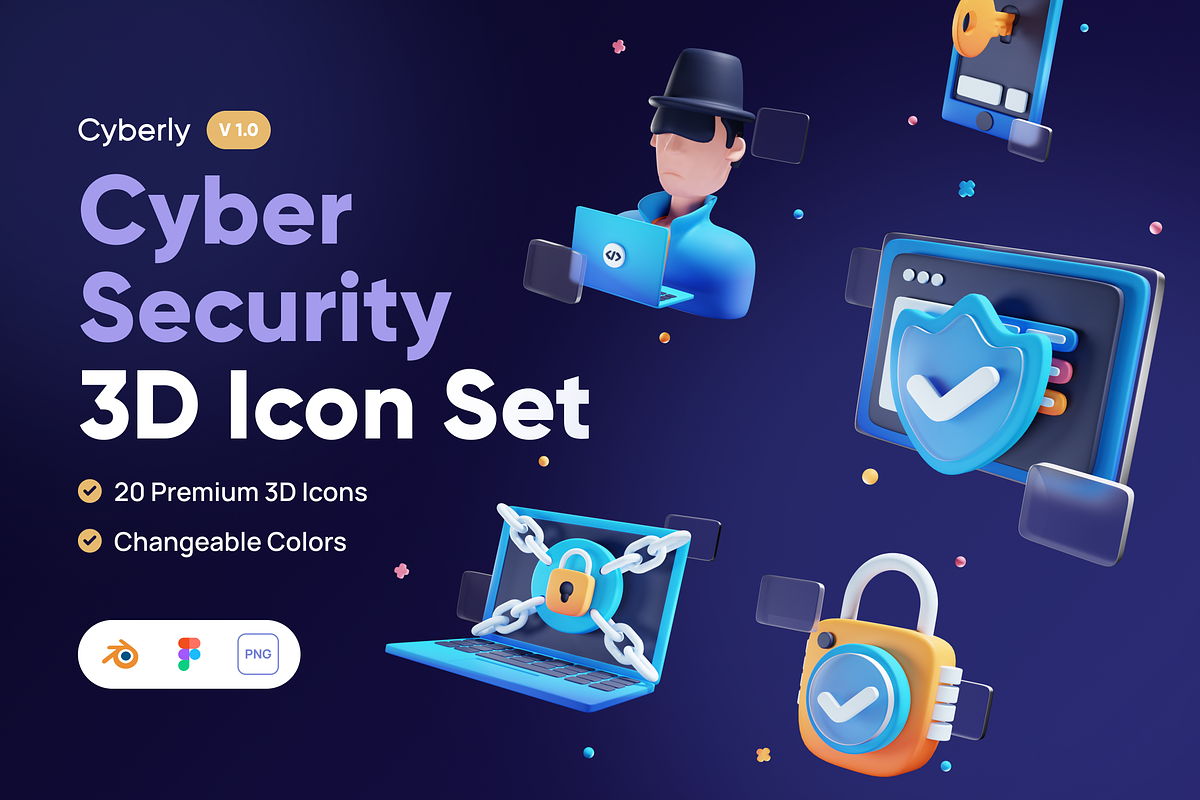 Cyberly V 1.0
Cyber
Security
3D Icon Set
20 Premium 3D Icons
Changeable Colors
PNG
</>